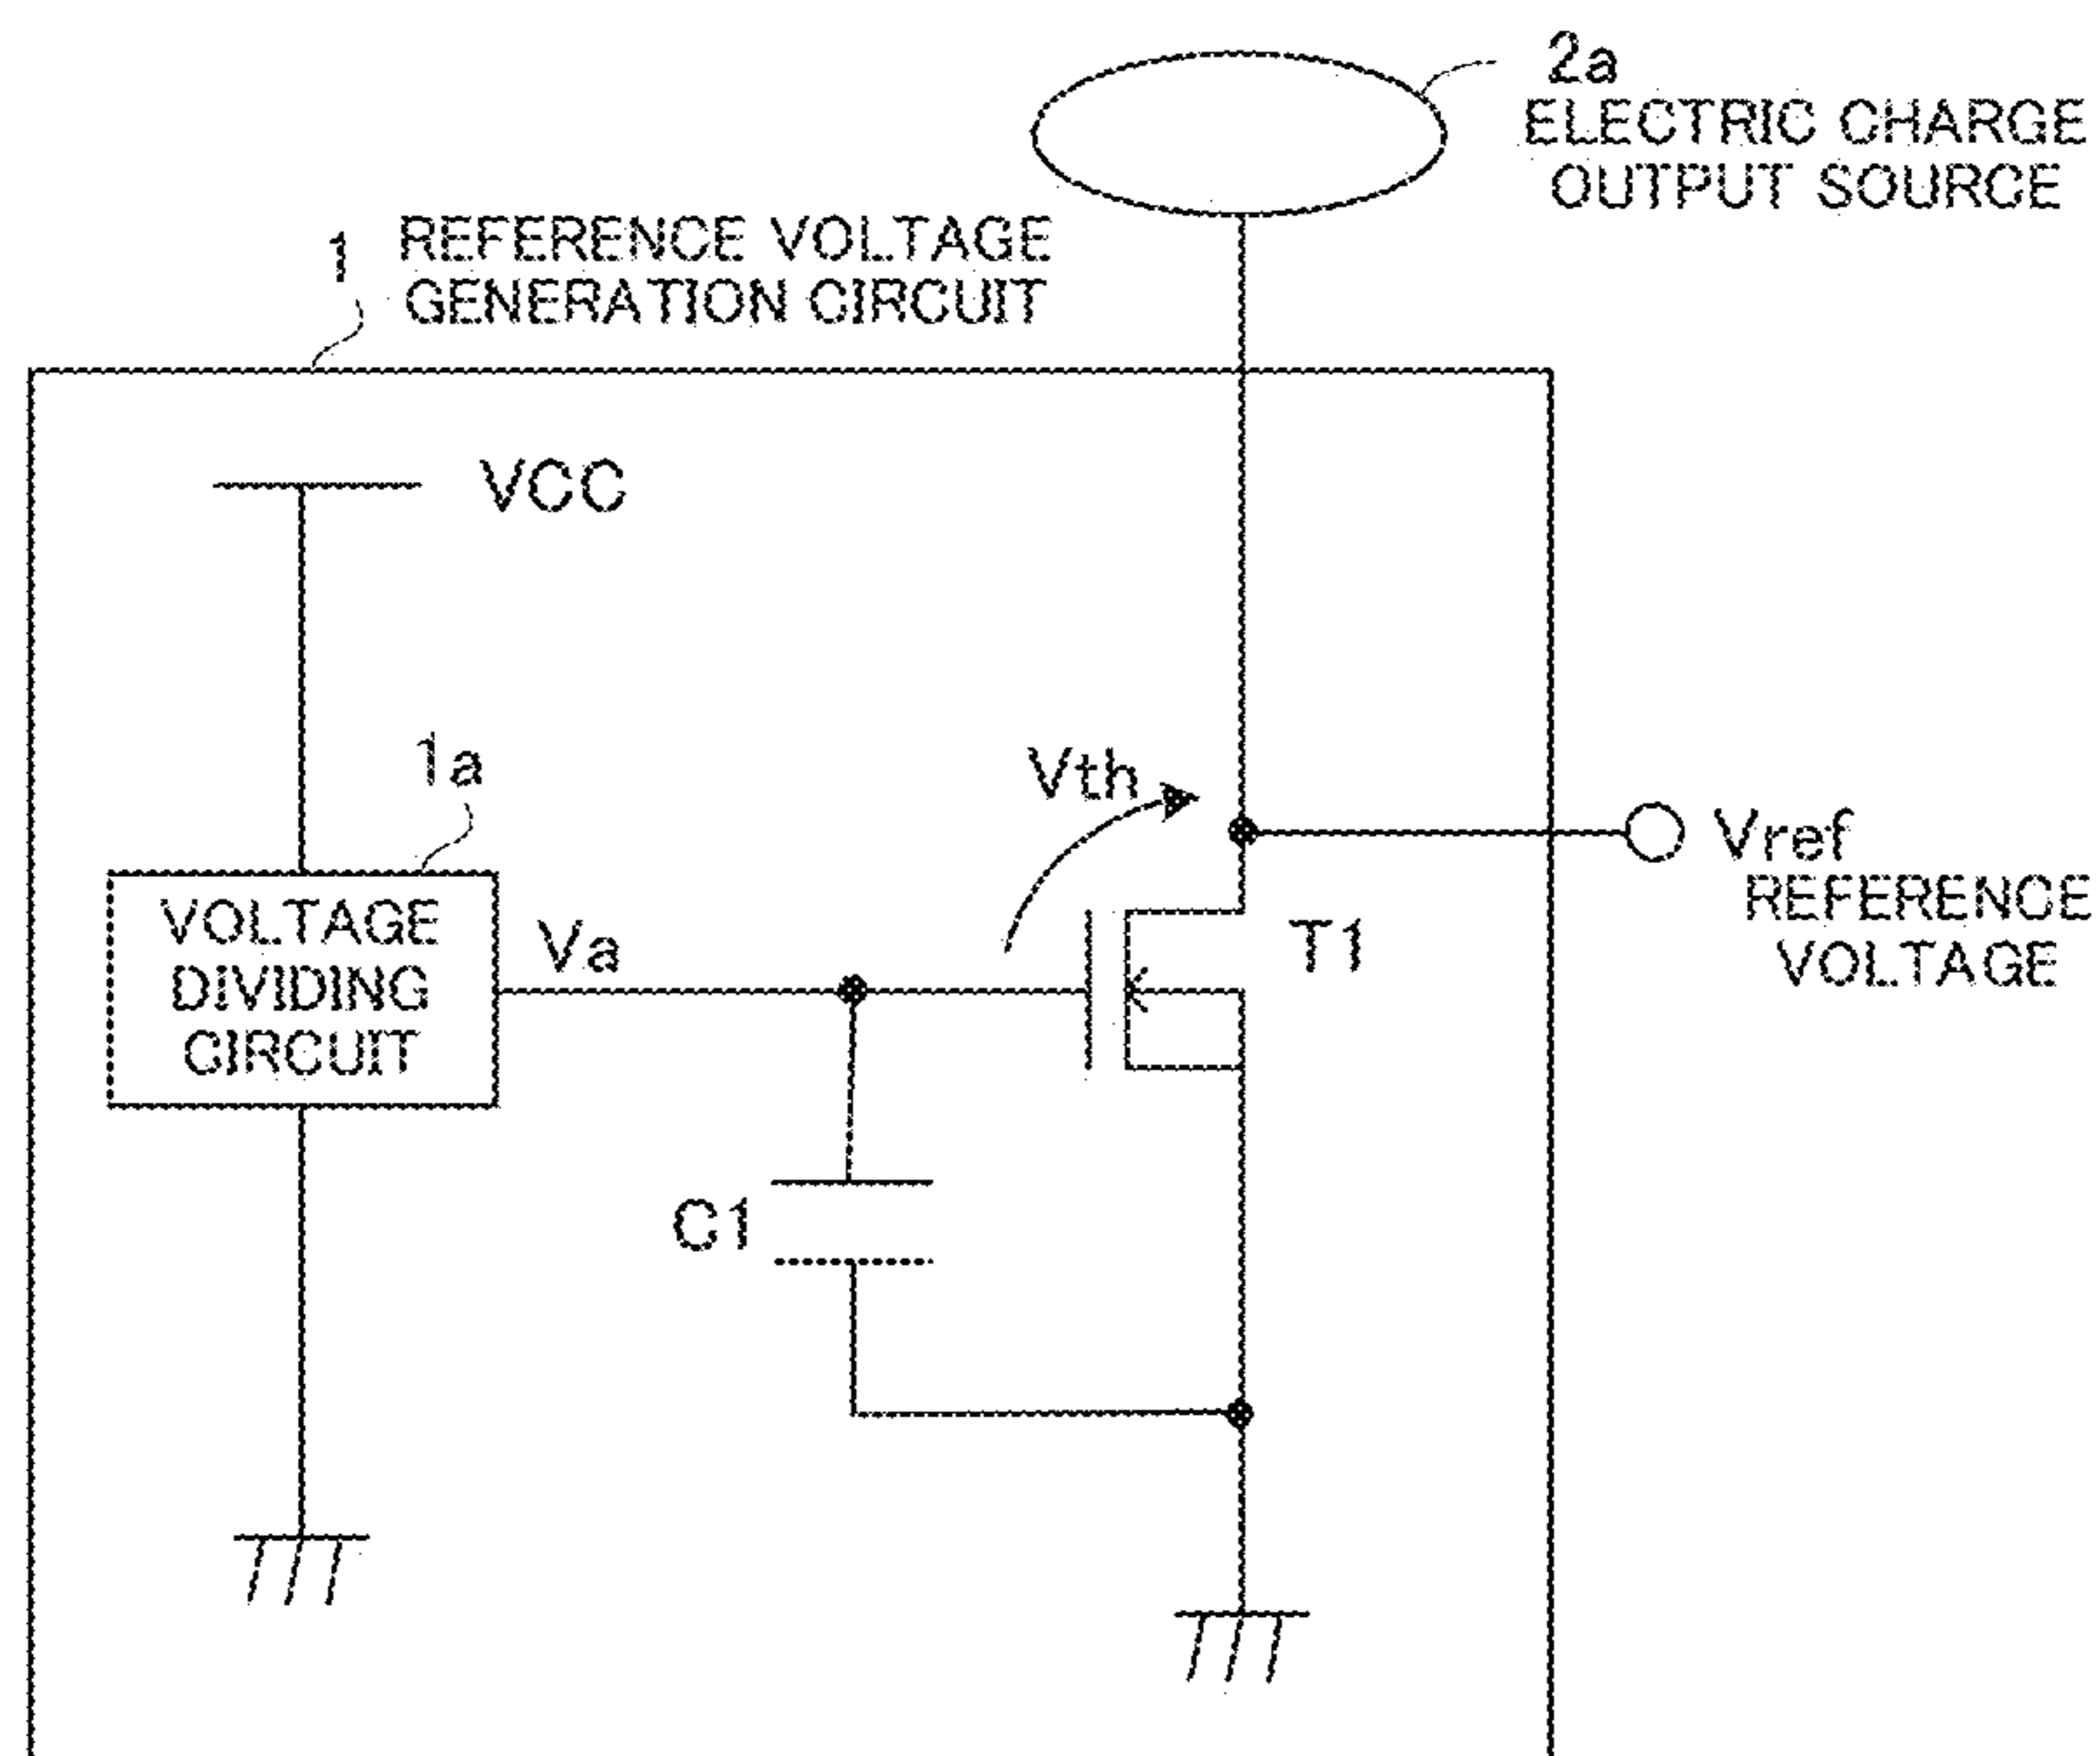 2a
ELECTRIC CHARGE
OUTPUT SOURCE
1
REFERENCE VOLTAGE
GENERATION CIRCUIT
VCC
1a
Vth
Vref
REFERENCE
VOLTAGE
VOLTAGE
DIVIDING
CIRCUIT
Va
T1
C1